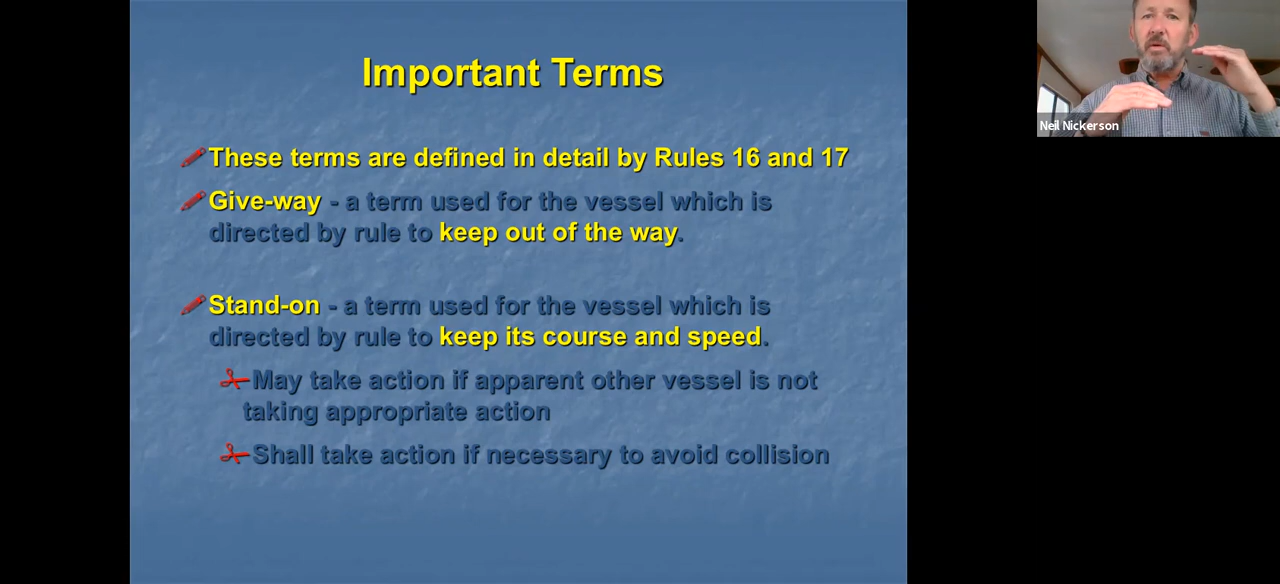 Important Terms
These terms are defined in detail by Rules 16 and 17
Give-way - a term used for the vessel which is
directed by rule to keep out of the way.
Stand-on - a term used for the vessel which is
directed by rule to keep its course and speed.
May take action if apparent other vessel is not
taking appropriate action
Shall take action if necessary to avoid collision
Neil Nickerson